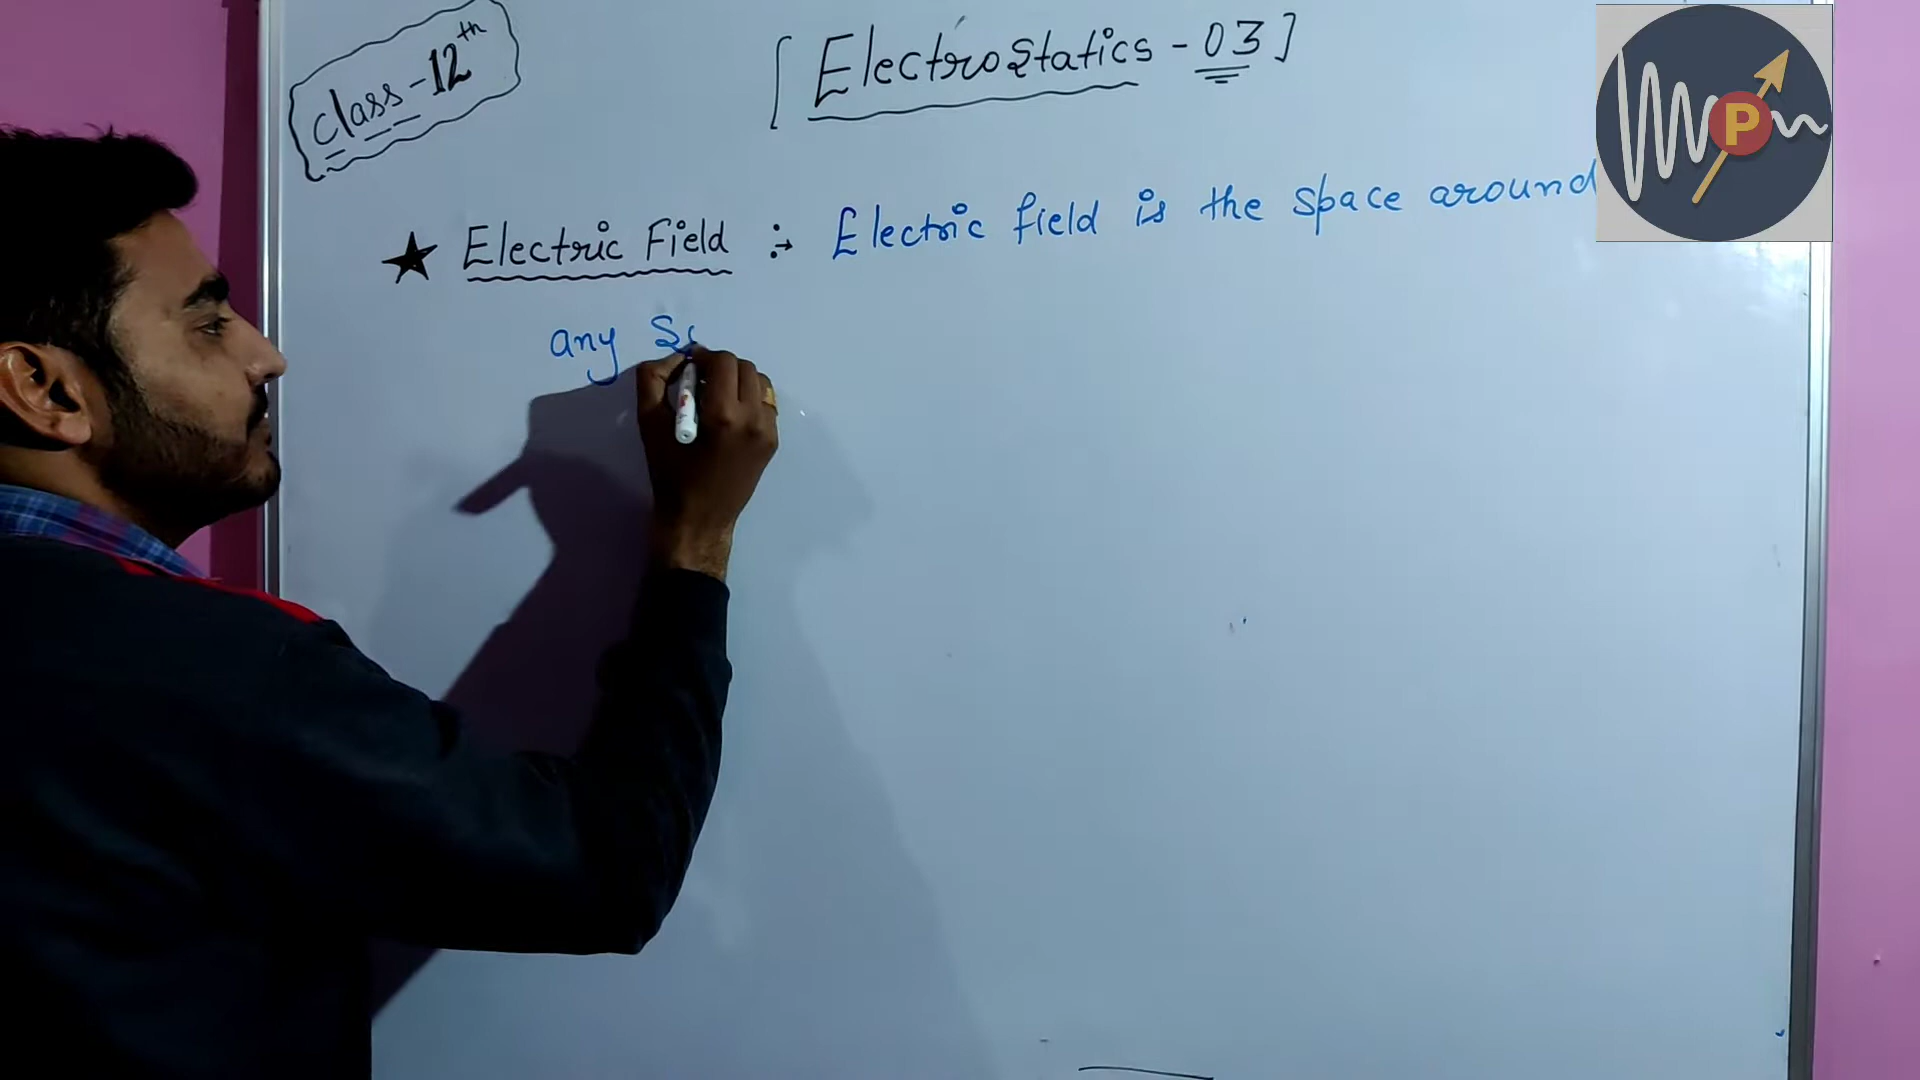 class-12th
[Electrostatics-03]
★ Electric Field :→ Electric field is the space around
any
P